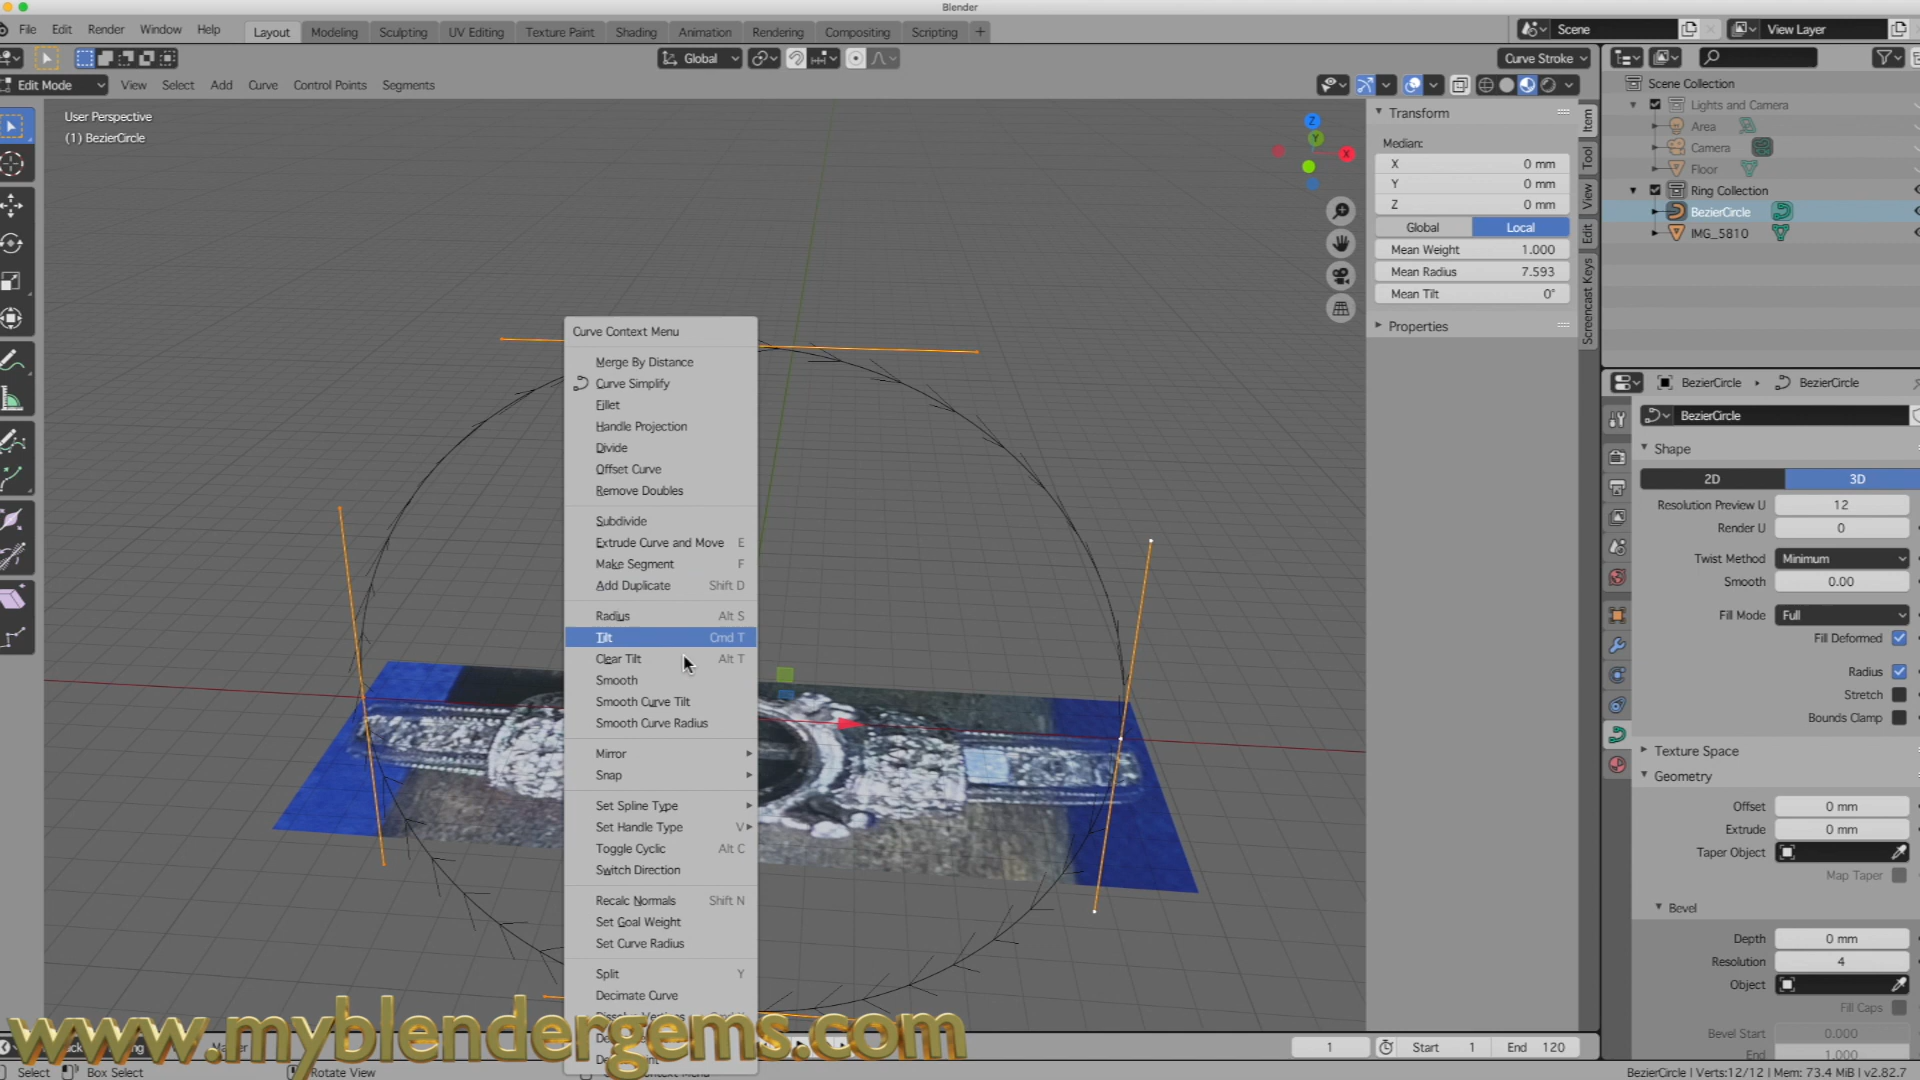 Blender
File Edit Render Window Help Layout Modeling Sculpting UV Editing Texture Paint Shading Animation Rendering Compositing Scripting +
Scene
View Layer
Global
Curve Stroke
Edit Mode View Select Add Curve Control Points Segments
User Perspective
(1) BezierCircle
Z
Y
X
Transform
Median:
X 0 mm
Y 0 mm
Z 0 mm
Global Local
Mean Weight 1.000
Mean Radius 7.593
Mean Tilt 0°
Properties
Item
Tool
View
Edit
Screencast Keys
Scene Collection
Lights and Camera
Area
Camera
Floor
Ring Collection
BezierCircle
IMG_5810
Curve Context Menu
Merge By Distance
Curve Simplify
Fillet
Handle Projection
Divide
Offset Curve
Remove Doubles
Subdivide
Extrude Curve and Move E
Make Segment F
Add Duplicate Shift D
Radius Alt S
Tilt Cmd T
Clear Tilt Alt T
Smooth
Smooth Curve Tilt
Smooth Curve Radius
Mirror
Snap
Set Spline Type
Set Handle Type V
Toggle Cyclic Alt C
Switch Direction
Recalc Normals Shift N
Set Goal Weight
Set Curve Radius
Split Y
Decimate Curve
BezierCircle BezierCircle
BezierCircle
Shape
2D 3D
Resolution Preview U 12
Render U 0
Twist Method Minimum
Smooth 0.00
Fill Mode Full
Fill Deformed
Radius
Stretch
Bounds Clamp
Texture Space
Geometry
Offset 0 mm
Extrude 0 mm
Taper Object
Map Taper
Bevel
Depth 0 mm
Resolution 4
Object
Fill Caps
Bevel Start 0.000
End 1.000
www.myblendergems.com
1 Start 1 End 120
Select Box Select Rotate View
BezierCircle | Verts:12/12 | Mem: 73.4 MiB | v2.82.7